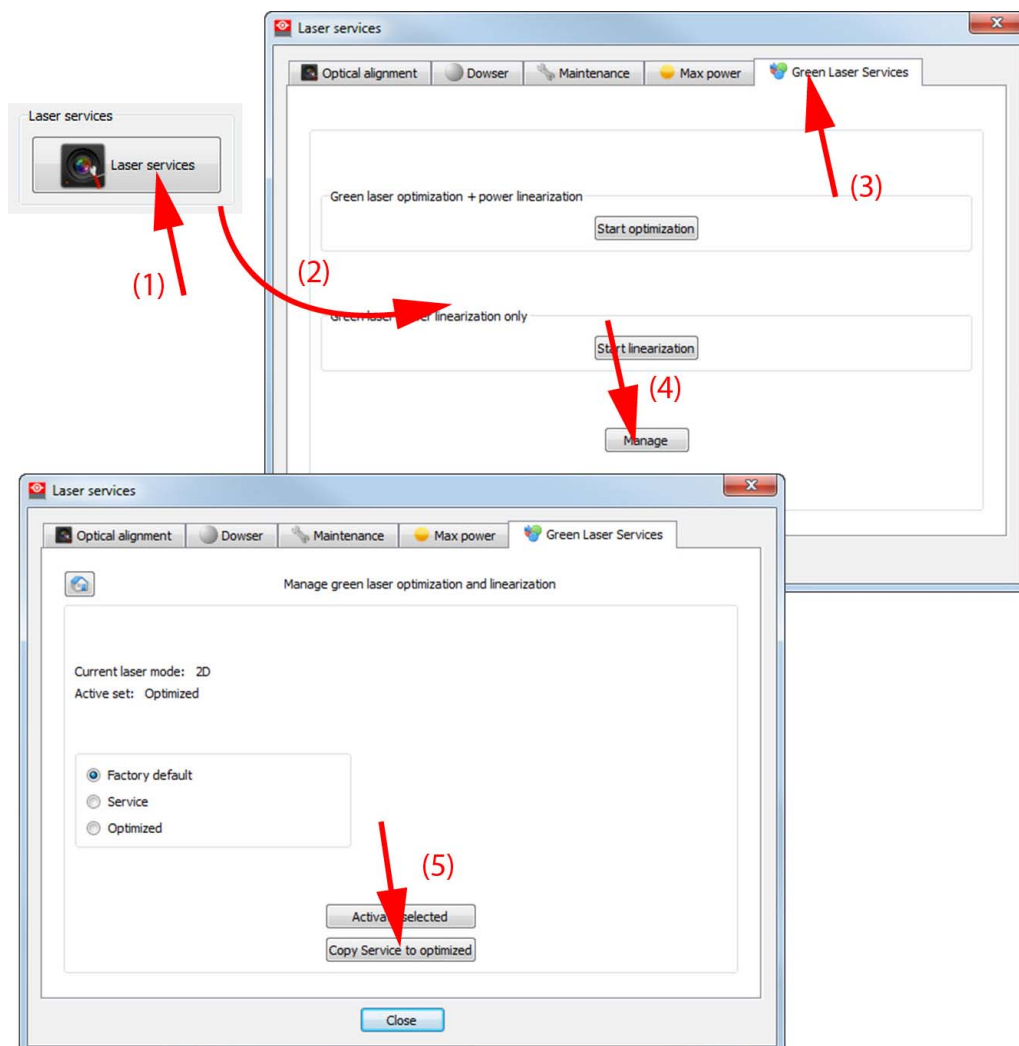 Laser services
Optical alignment Dowser Maintenance Max power Green Laser Services
Laser services
Laser services
(1)
(2)
(3)
Green laser optimization + power linearization
Start optimization
Green laser linearization only
Start linearization
(4)
Manage
Laser services
Optical alignment Dowser Maintenance Max power Green Laser Services
Manage green laser optimization and linearization
Current laser mode: 2D
Active set: Optimized
Factory default
Service
Optimized
(5)
selected
Copy Service to optimized
Close